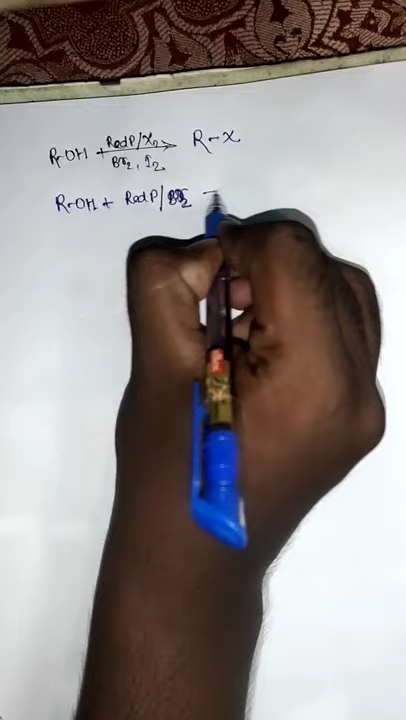 R-OH + Red P/X₂ → R-X
Br₂, I₂
R-OH + Red P/Br₂ -